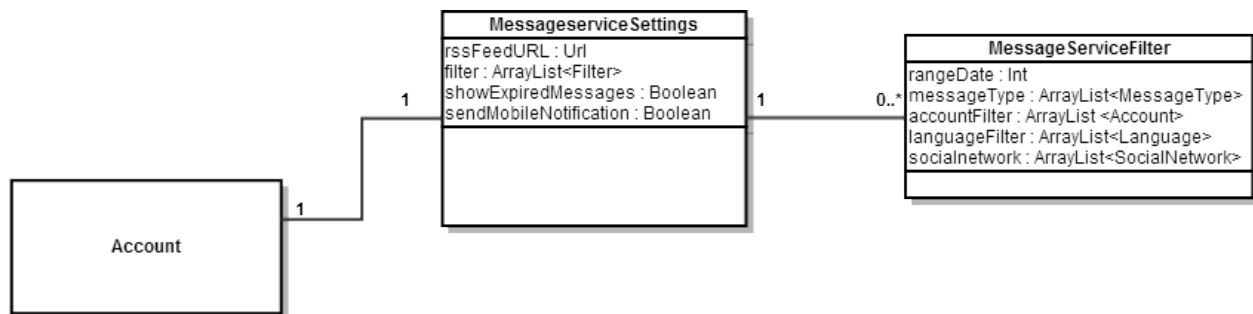 MessageserviceSettings
rssFeedURL : Url
filter : ArrayList<Filter>
showExpiredMessages : Boolean
sendMobileNotification : Boolean
MessageServiceFilter
rangeDate : Int
messageType : ArrayList<MessageType>
accountFilter : ArrayList <Account>
languageFilter : ArrayList<Language>
socialnetwork : ArrayList<SocialNetwork>
1
1
0..*
1
Account